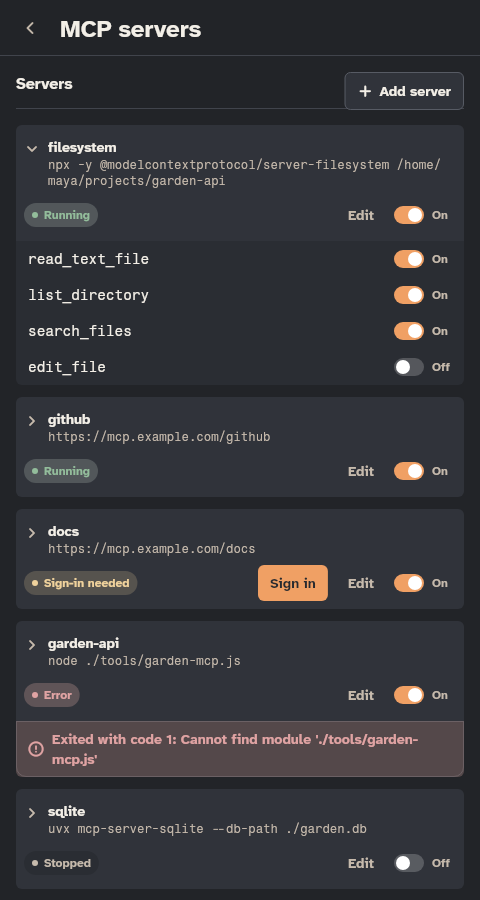 MCP servers
Servers
Add server
filesystem
npx -y @modelcontextprotocol/server-filesystem /home/
maya/projects/garden-api
Running
Edit
On
read_text_file
On
list_directory
On
search_files
On
edit_file
Off
github
https://mcp.example.com/github
Running
Edit
On
docs
https://mcp.example.com/docs
Sign-in needed
Sign in
Edit
On
garden-api
node ./tools/garden-mcp.js
Error
Edit
On
Exited with code 1: Cannot find module './tools/garden-
mcp.js'
sqlite
uvx mcp-server-sqlite --db-path ./garden.db
Stopped
Edit
Off